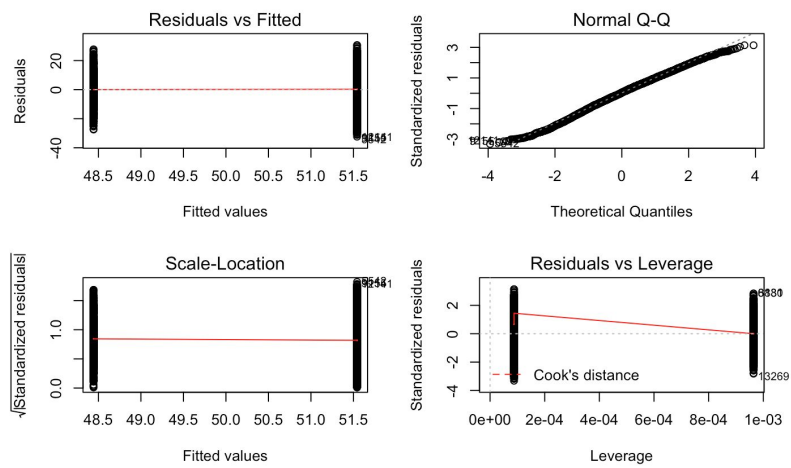 Residuals vs Fitted
Residuals
20
0
-40
48.5 49.0 49.5 50.0 50.5 51.0 51.5
Fitted values
Normal Q-Q
Standardized residuals
3
1
-1
-3
-4 -2 0 2 4
Theoretical Quantiles
Scale-Location
√|Standardized residuals|
1.0
0.0
48.5 49.0 49.5 50.0 50.5 51.0 51.5
Fitted values
Residuals vs Leverage
Standardized residuals
2
0
-2
-4
13269
Cook's distance
0e+00 2e-04 4e-04 6e-04 8e-04 1e-03
Leverage